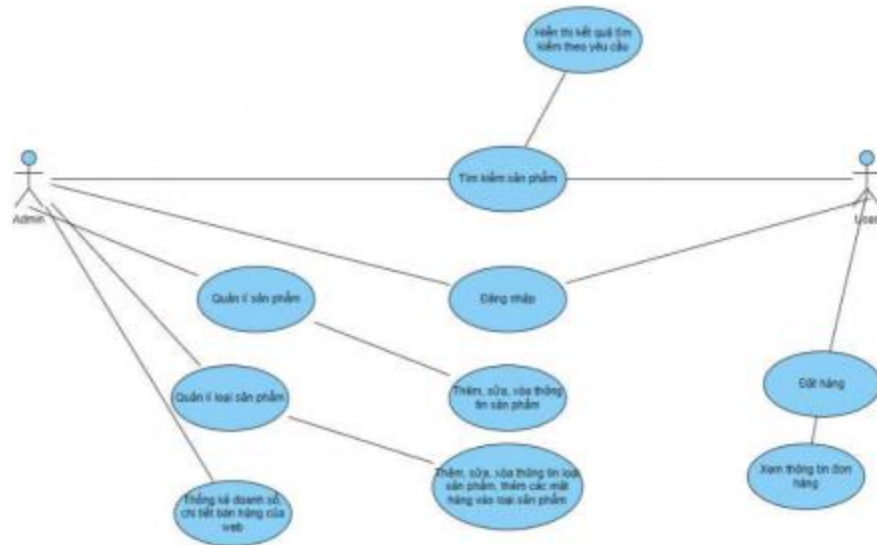 Hiển thị kết quả tìm
kiếm theo yêu cầu
Tìm kiếm sản phẩm
Admin
User
Quản lí sản phẩm
Đăng nhập
Quản lí loại sản phẩm
Thêm, sửa, xóa thông
tin sản phẩm
Đặt hàng
Thêm, sửa, xóa thông tin loại
sản phẩm, thêm các mặt
hàng vào loại sản phẩm
Xem thông tin đơn
hàng
Thống kê doanh số,
chi tiết bán hàng của
web